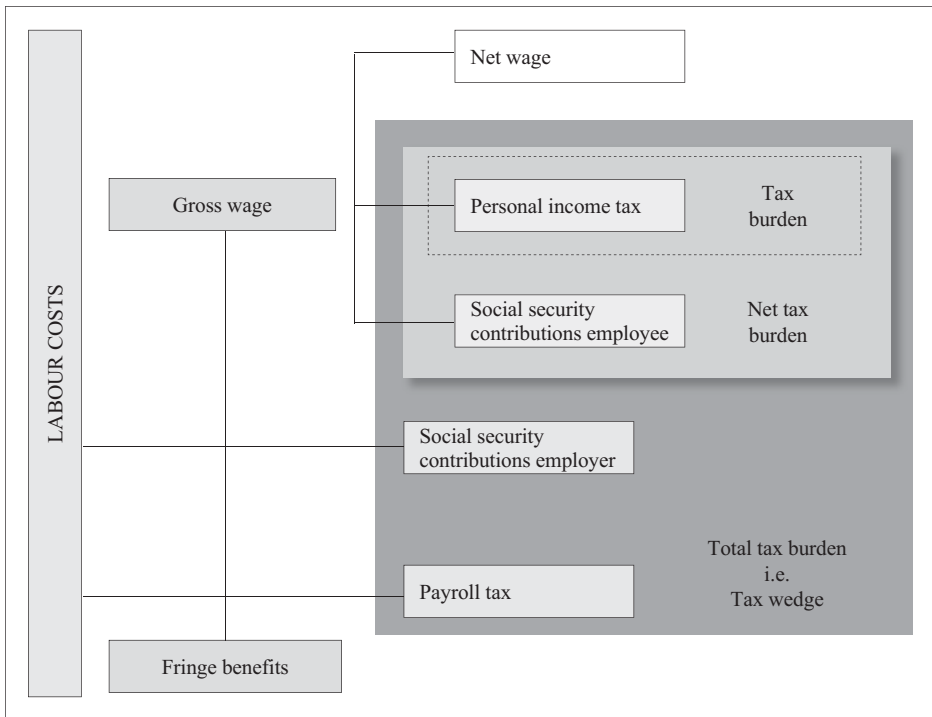 LABOUR COSTS
Net wage
Gross wage
Personal income tax
Tax
burden
Social security
contributions employee
Net tax
burden
Social security
contributions employer
Payroll tax
Total tax burden
i.e.
Tax wedge
Fringe benefits